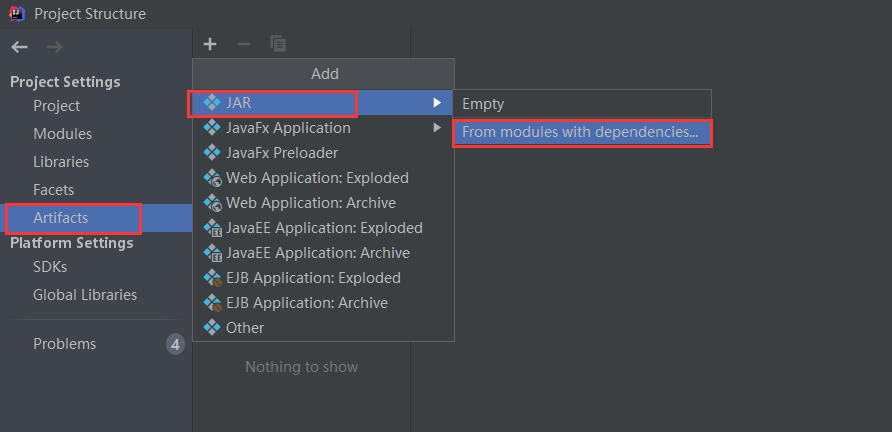 Project Structure
Project Settings
Project
Modules
Libraries
Facets
Artifacts
Platform Settings
SDKs
Global Libraries
Problems
4
Add
JAR
JavaFx Application
JavaFx Preloader
Web Application: Exploded
Web Application: Archive
JavaEE Application: Exploded
JavaEE Application: Archive
EJB Application: Exploded
EJB Application: Archive
Other
Nothing to show
Empty
From modules with dependencies...